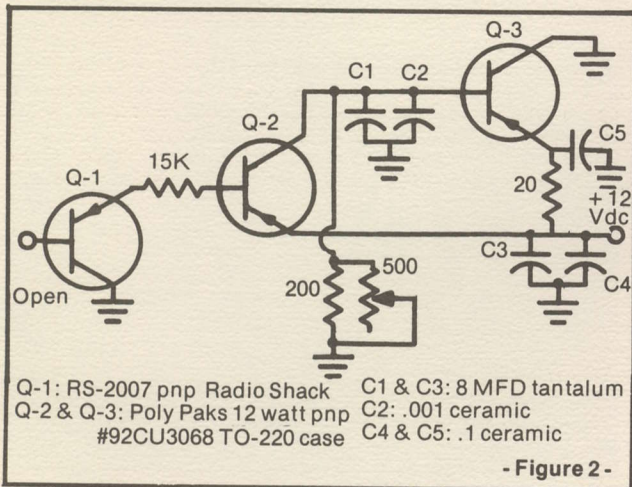 Q-3
C1
C2
Q-2
C5
15K
Q-1
20
+ 12
Vdc
C3
500
Open
200
C4
Q-1: RS-2007 pnp Radio Shack
Q-2 & Q-3: Poly Paks 12 watt pnp
#92CU3068 TO-220 case
C1 & C3: 8 MFD tantalum
C2: .001 ceramic
C4 & C5: .1 ceramic
- Figure 2 -